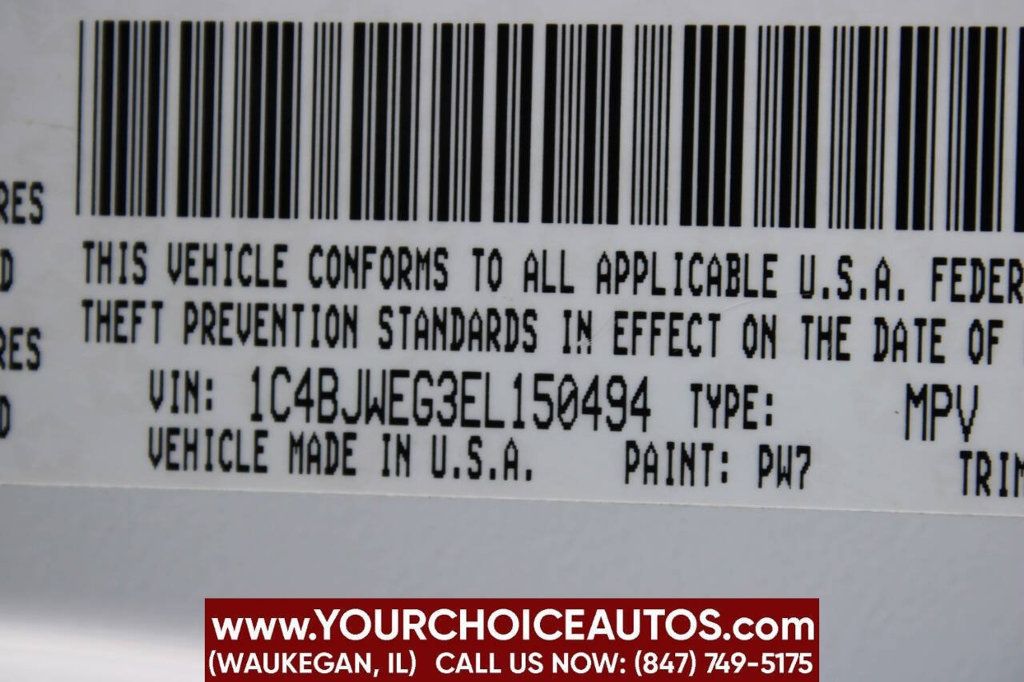 RES
THIS VEHICLE CONFORMS TO ALL APPLICABLE U.S.A. FEDER
D
THEFT PREVENTION STANDARDS IN EFFECT ON THE DATE OF
RES
VIN: 1C4BJWEG3EL150494 TYPE: MPV
D
VEHICLE MADE IN U.S.A. PAINT: PW7 TRIM
www.YOURCHOICEAUTOS.com
(WAUKEGAN, IL) CALL US NOW: (847) 749-5175